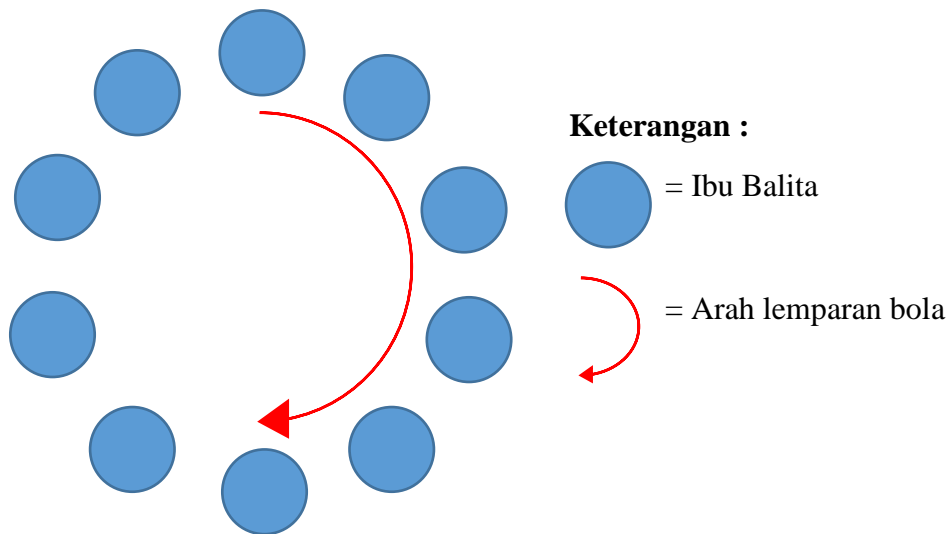 Keterangan :
= Ibu Balita
= Arah lemparan bola